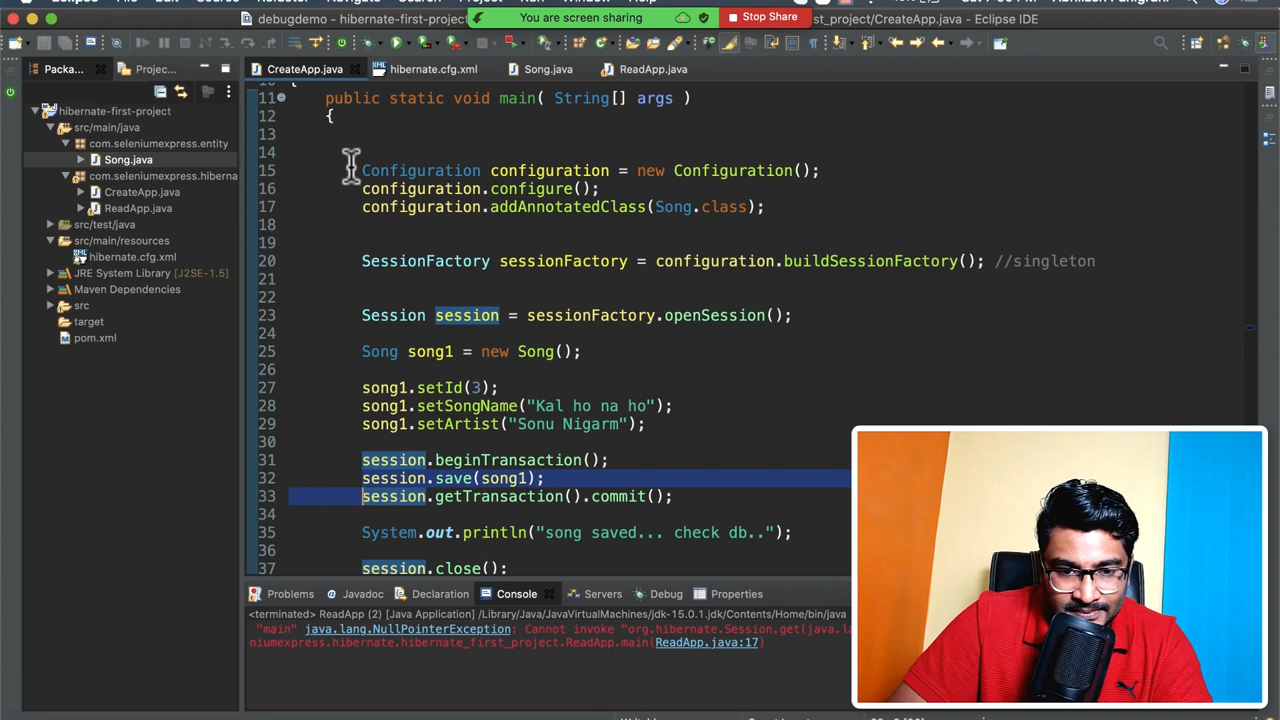 debugdemo - hibernate-first-
You are screen sharing
Stop Share
_project/CreateApp.java - Eclipse IDE
Packa...
Projec...
CreateApp.java
hibernate.cfg.xml
Song.java
ReadApp.java
hibernate-first-project
src/main/java
com.seleniumexpress.entity
Song.java
com.seleniumexpress.hiberna
CreateApp.java
ReadApp.java
src/test/java
src/main/resources
hibernate.cfg.xml
JRE System Library [J2SE-1.5]
Maven Dependencies
src
target
pom.xml
11 public static void main( String[] args )
12 {
13
14
15 Configuration configuration = new Configuration();
16 configuration.configure();
17 configuration.addAnnotatedClass(Song.class);
18
19
20 SessionFactory sessionFactory = configuration.buildSessionFactory(); //singleton
21
22
23 Session session = sessionFactory.openSession();
24
25 Song song1 = new Song();
26
27 song1.setId(3);
28 song1.setSongName("Kal ho na ho");
29 song1.setArtist("Sonu Nigarm");
30
31 session.beginTransaction();
32 session.save(song1);
33 session.getTransaction().commit();
34
35 System.out.println("song saved... check db..");
36
37 session.close();
Problems
Javadoc
Declaration
Console
Servers
Debug
Properties
<terminated> ReadApp (2) [Java Application] /Library/Java/JavaVirtualMachines/jdk-15.0.1.jdk/Contents/Home/bin/java
"main" java.lang.NullPointerException: Cannot invoke "org.hibernate.Session.get(java.la
niumexpress.hibernate.hibernate_first_project.ReadApp.main(ReadApp.java:17)